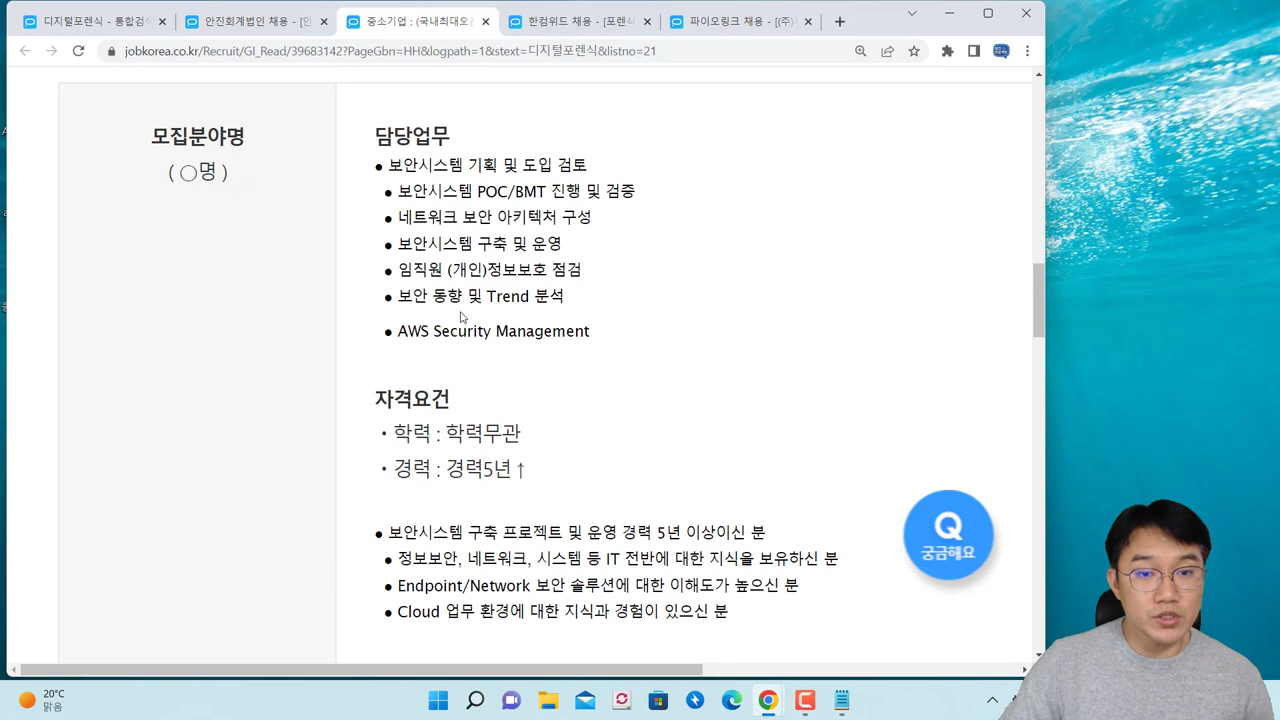 디지털포렌식 - 통합검색
안진회계법인 채용 - [안
중소기업 : (국내최대오픈
한컴위드 채용 - [포렌식
파이오링크 채용 - [(주)파
jobkorea.co.kr/Recruit/GI_Read/39683142?PageGbn=HH&logpath=1&stext=디지털포렌식&listno=21
모집분야명
( ○명 )
담당업무
● 보안시스템 기획 및 도입 검토
● 보안시스템 POC/BMT 진행 및 검증
● 네트워크 보안 아키텍처 구성
● 보안시스템 구축 및 운영
● 임직원 (개인)정보보호 점검
● 보안 동향 및 Trend 분석
● AWS Security Management
자격요건
・학력 : 학력무관
・경력 : 경력5년↑
● 보안시스템 구축 프로젝트 및 운영 경력 5년 이상이신 분
● 정보보안, 네트워크, 시스템 등 IT 전반에 대한 지식을 보유하신 분
● Endpoint/Network 보안 솔루션에 대한 이해도가 높으신 분
● Cloud 업무 환경에 대한 지식과 경험이 있으신 분
Q
궁금해요
20°C
맑음